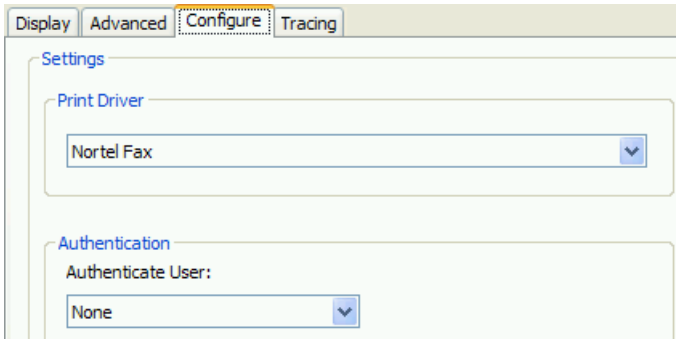 Display Advanced Configure Tracing
Settings
Print Driver
Nortel Fax
Authentication
Authenticate User:
None